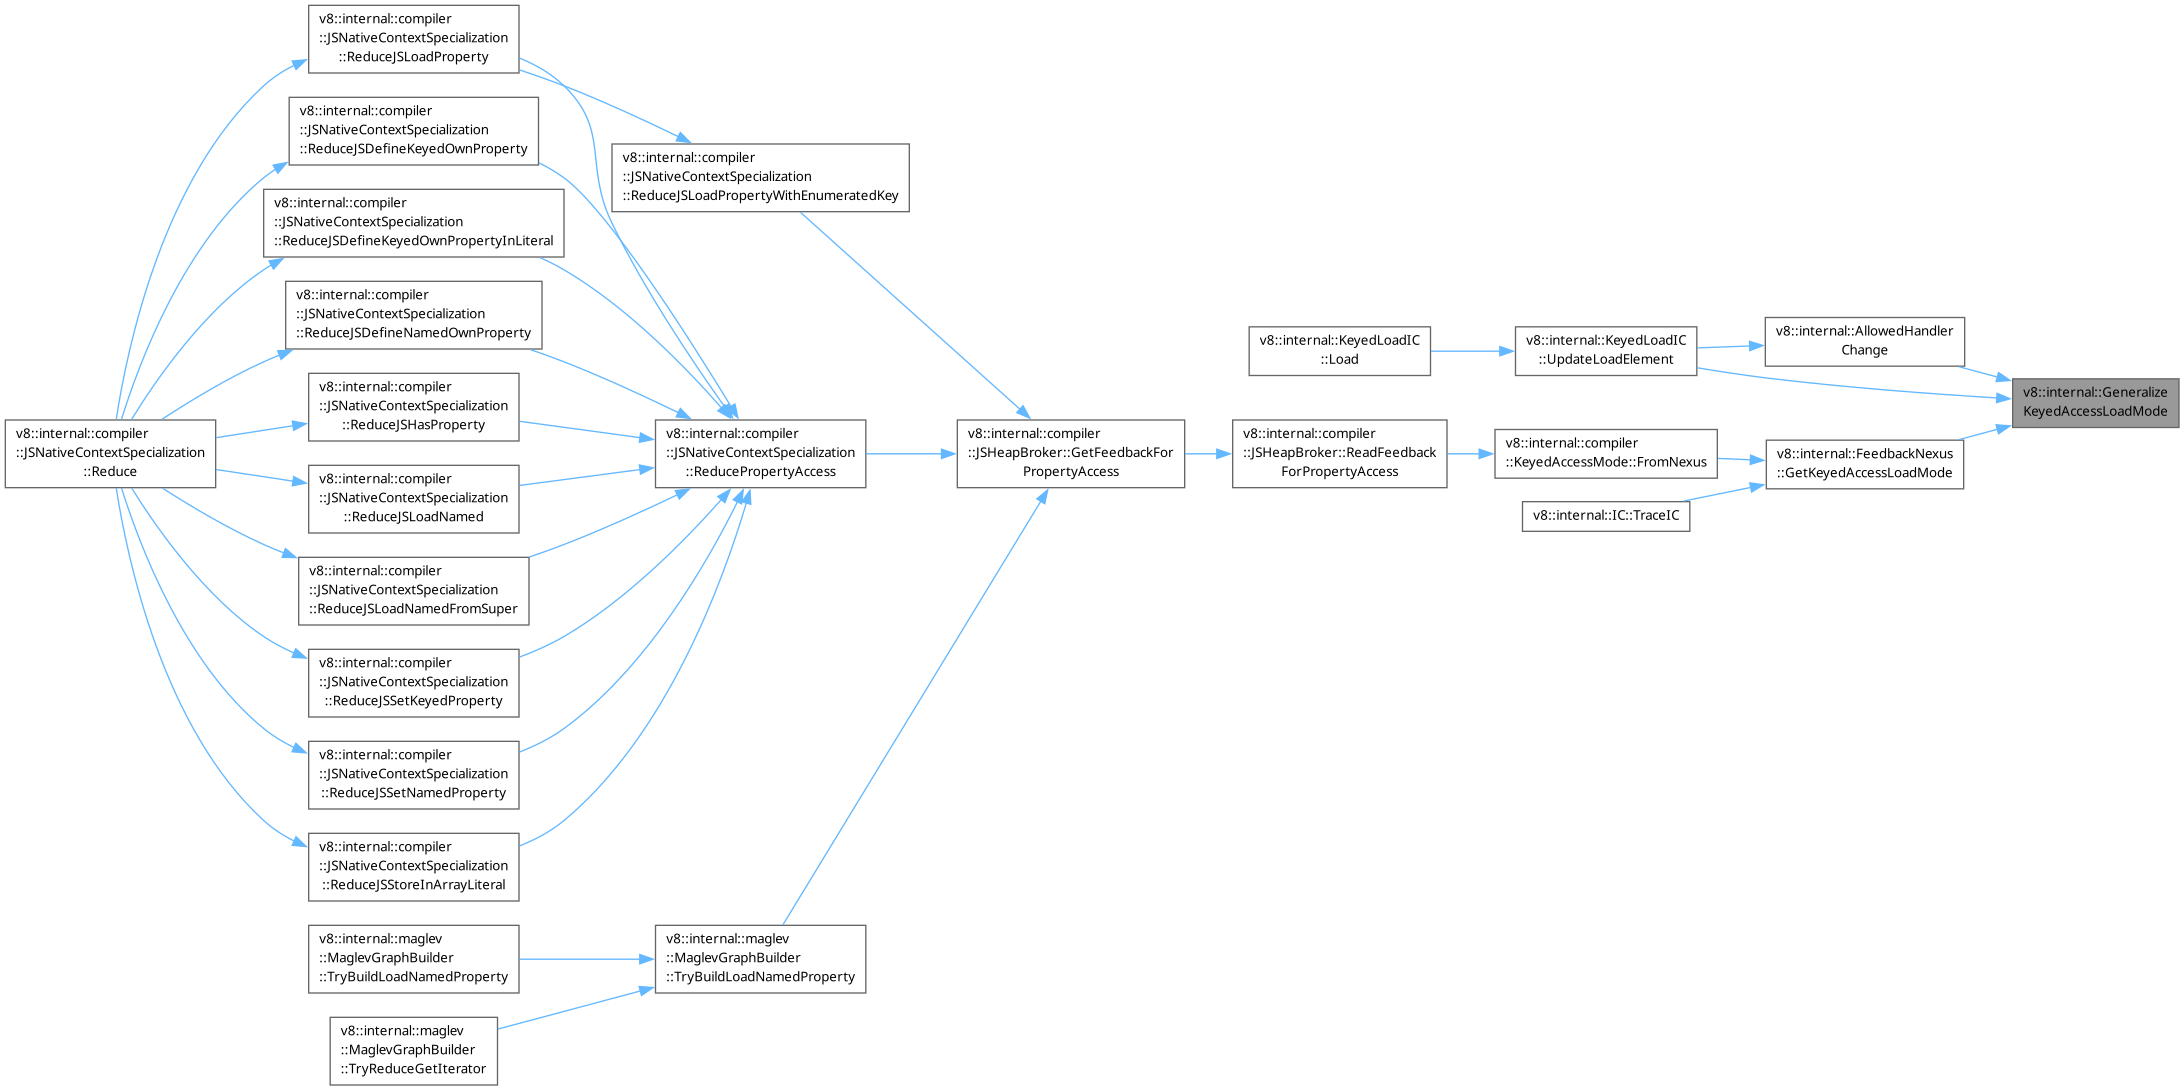 v8::internal::compiler
::JSNativeContextSpecialization
::ReduceJSLoadProperty
v8::internal::compiler
::JSNativeContextSpecialization
::ReduceJSDefineKeyedOwnProperty
v8::internal::compiler
::JSNativeContextSpecialization
::ReduceJSLoadPropertyWithEnumeratedKey
v8::internal::compiler
::JSNativeContextSpecialization
::ReduceJSDefineKeyedOwnPropertyInLiteral
v8::internal::compiler
::JSNativeContextSpecialization
::ReduceJSDefineNamedOwnProperty
v8::internal::KeyedLoadIC
::Load
v8::internal::KeyedLoadIC
::UpdateLoadElement
v8::internal::AllowedHandler
Change
v8::internal::Generalize
KeyedAccessLoadMode
v8::internal::compiler
::JSNativeContextSpecialization
::ReduceJSHasProperty
v8::internal::compiler
::JSNativeContextSpecialization
::Reduce
v8::internal::compiler
::JSNativeContextSpecialization
::ReducePropertyAccess
v8::internal::compiler
::JSHeapBroker::GetFeedbackFor
PropertyAccess
v8::internal::compiler
::JSHeapBroker::ReadFeedback
ForPropertyAccess
v8::internal::compiler
::KeyedAccessMode::FromNexus
v8::internal::FeedbackNexus
::GetKeyedAccessLoadMode
v8::internal::IC::TraceIC
v8::internal::compiler
::JSNativeContextSpecialization
::ReduceJSLoadNamed
v8::internal::compiler
::JSNativeContextSpecialization
::ReduceJSLoadNamedFromSuper
v8::internal::compiler
::JSNativeContextSpecialization
::ReduceJSSetKeyedProperty
v8::internal::compiler
::JSNativeContextSpecialization
::ReduceJSSetNamedProperty
v8::internal::compiler
::JSNativeContextSpecialization
::ReduceJSStoreInArrayLiteral
v8::internal::maglev
::MaglevGraphBuilder
::TryBuildLoadNamedProperty
v8::internal::maglev
::MaglevGraphBuilder
::TryBuildLoadNamedProperty
v8::internal::maglev
::MaglevGraphBuilder
::TryReduceGetIterator